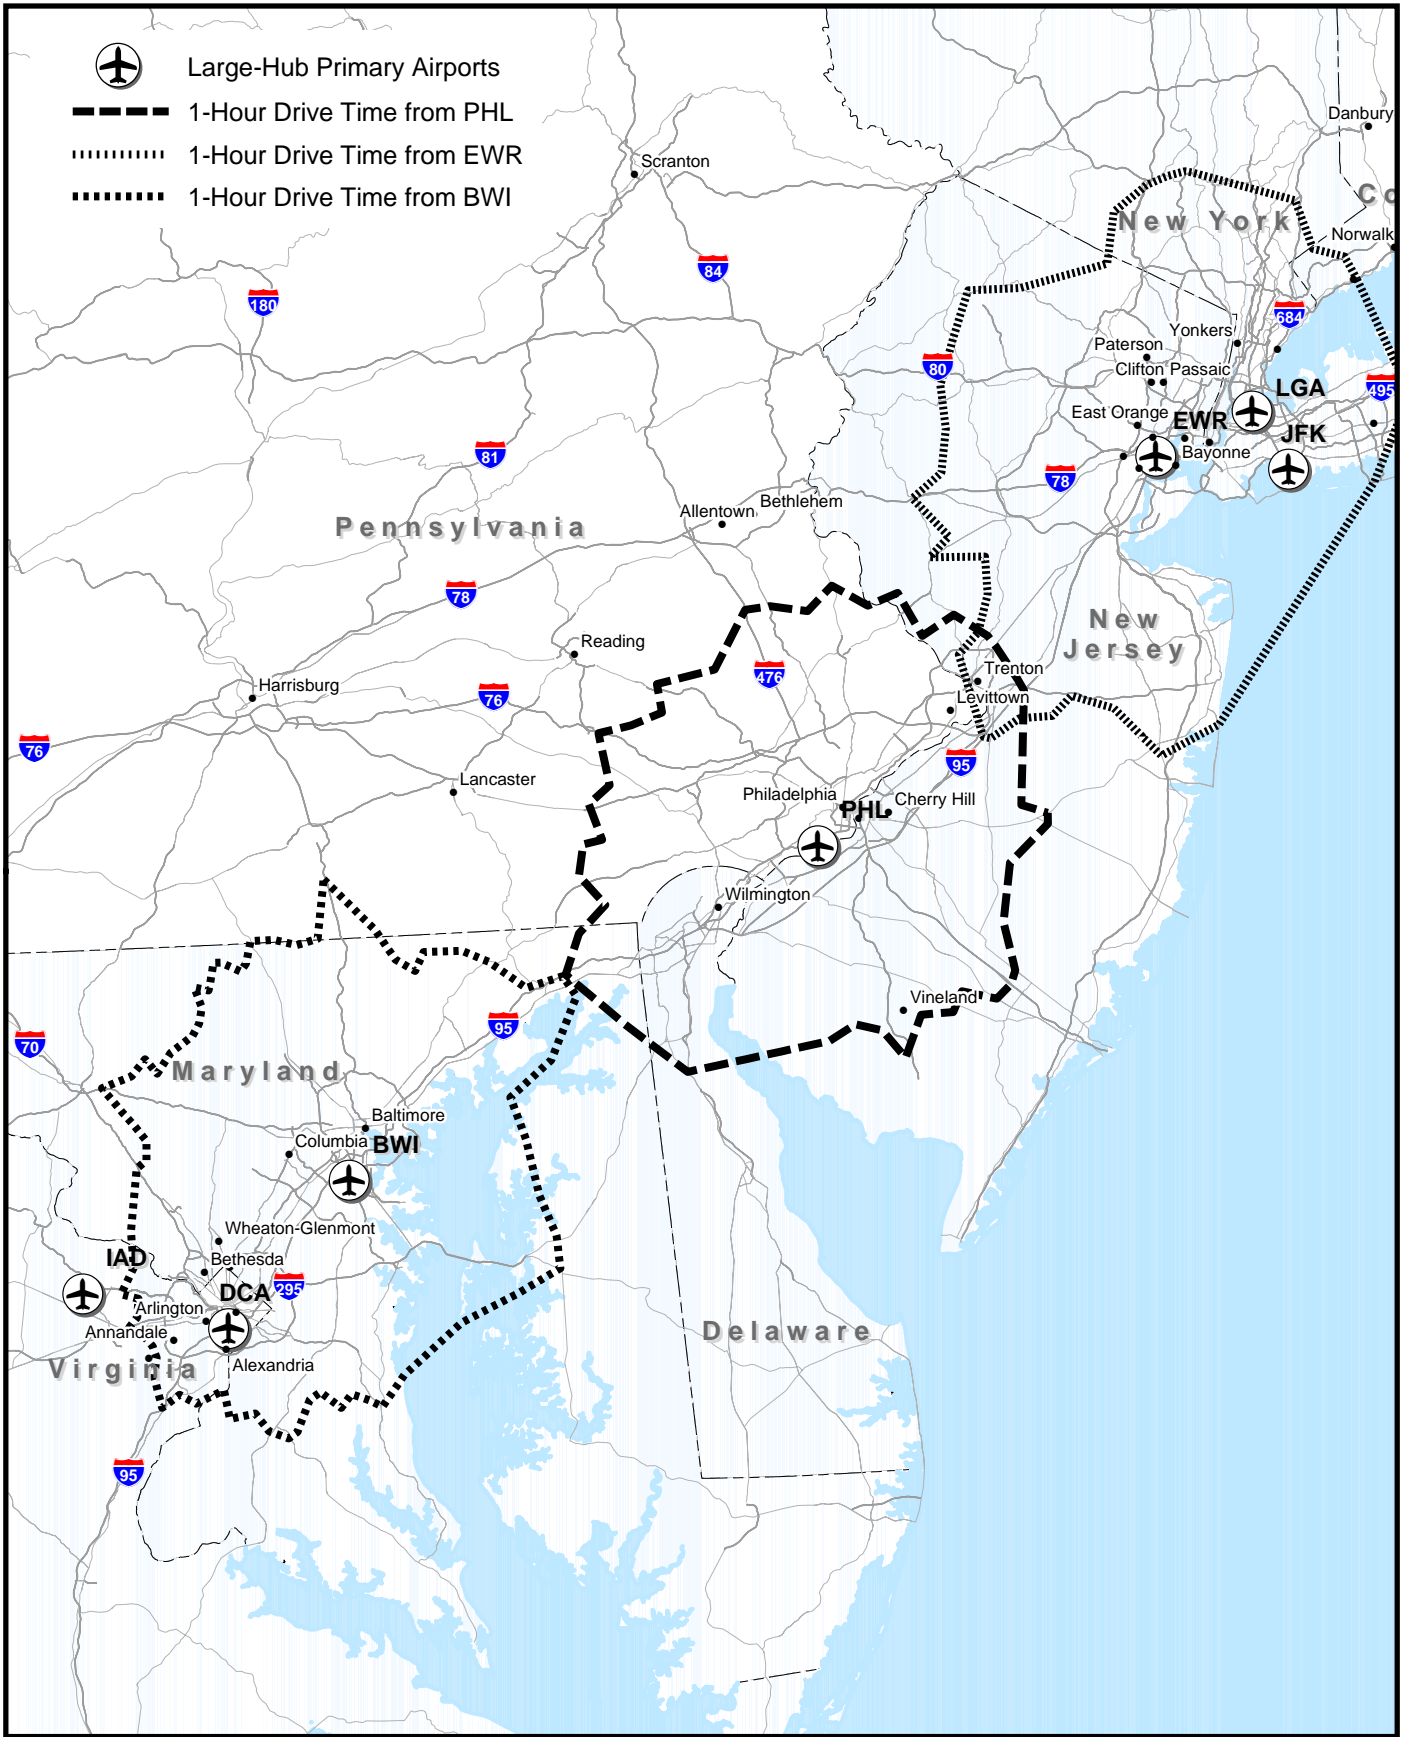 Large-Hub Primary Airports
1-Hour Drive Time from PHL
1-Hour Drive Time from EWR
1-Hour Drive Time from BWI
Danbury
Scranton
Co
New York
Norwalk
84
180
684
Yonkers
Paterson
80
Clifton Passaic
LGA
495
East Orange
EWR
JFK
81
Bayonne
78
Bethlehem
Allentown
Pennsylvania
78
New
Jersey
Reading
Trenton
476
Harrisburg
76
Levittown
76
95
Lancaster
Philadelphia
PHL
Cherry Hill
Wilmington
Vineland
95
70
Maryland
Baltimore
Columbia
BWI
Wheaton-Glenmont
IAD
Bethesda
295
DCA
Arlington
Annandale
Delaware
Virginia
Alexandria
95